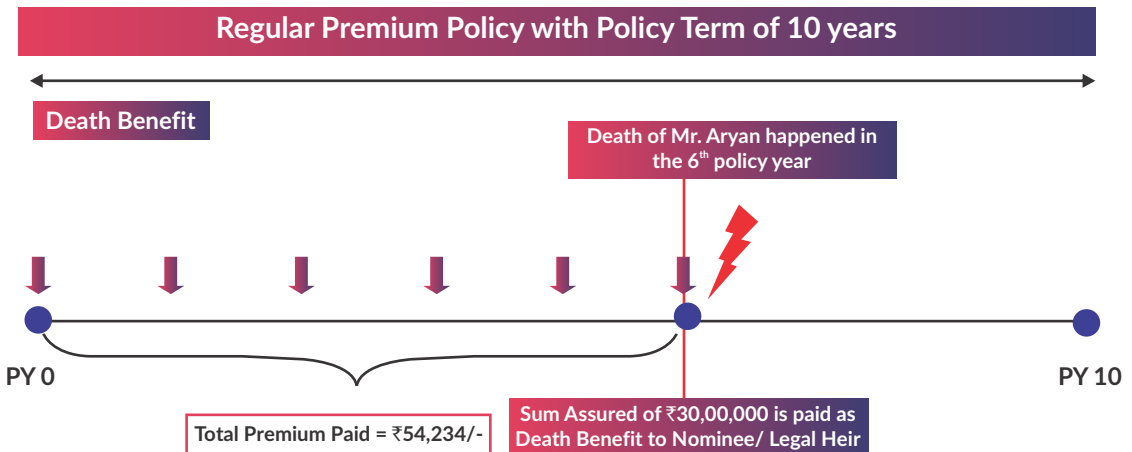 Regular Premium Policy with Policy Term of 10 years
Death Benefit
Death of Mr. Aryan happened in
the 6th policy year
PY 0
PY 10
Total Premium Paid = ₹54,234/-
Sum Assured of ₹30,00,000 is paid as
Death Benefit to Nominee/ Legal Heir